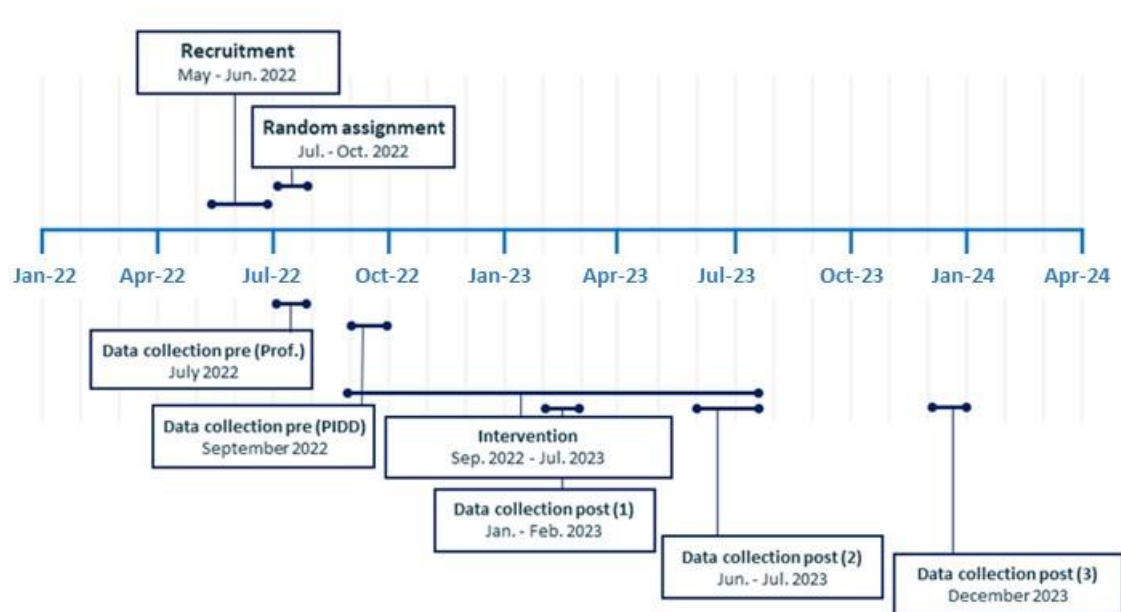 Recruitment
May - Jun. 2022
Random assignment
Jul. - Oct. 2022
Jan-22 Apr-22 Jul-22 Oct-22 Jan-23 Apr-23 Jul-23 Oct-23 Jan-24 Apr-24
Data collection pre (Prof.)
July 2022
Data collection pre (PIDD)
September 2022
Intervention
Sep. 2022 - Jul. 2023
Data collection post (1)
Jan. - Feb. 2023
Data collection post (2)
Jun. - Jul. 2023
Data collection post (3)
December 2023